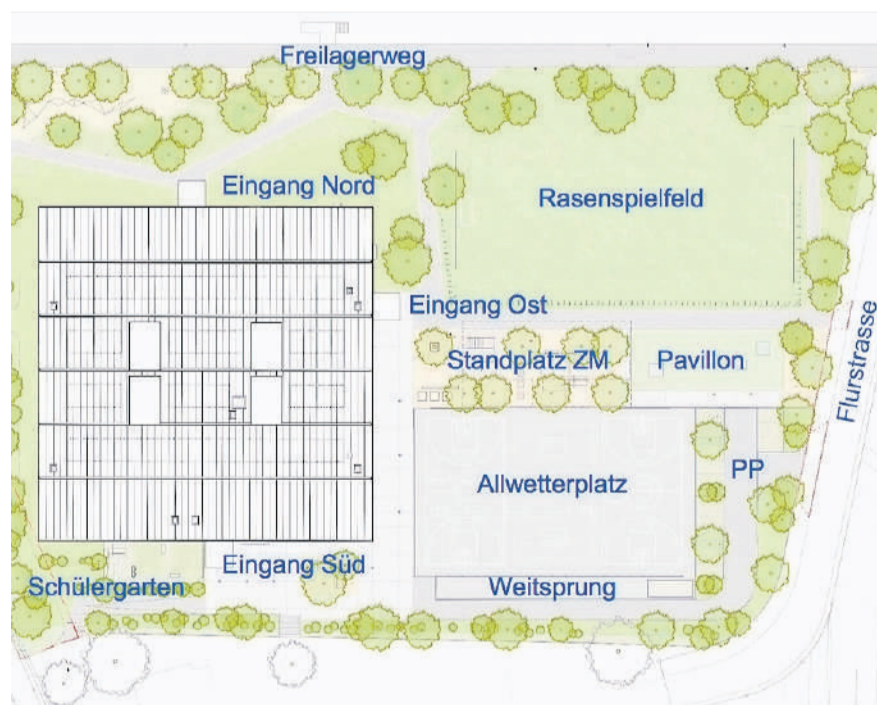 Freilagerweg
Eingang Nord
Rasenspielfeld
Eingang Ost
Standplatz ZM
Pavillon
Flurstrasse
Allwetterplatz
PP
Eingang Süd
Schülergarten
Weitsprung